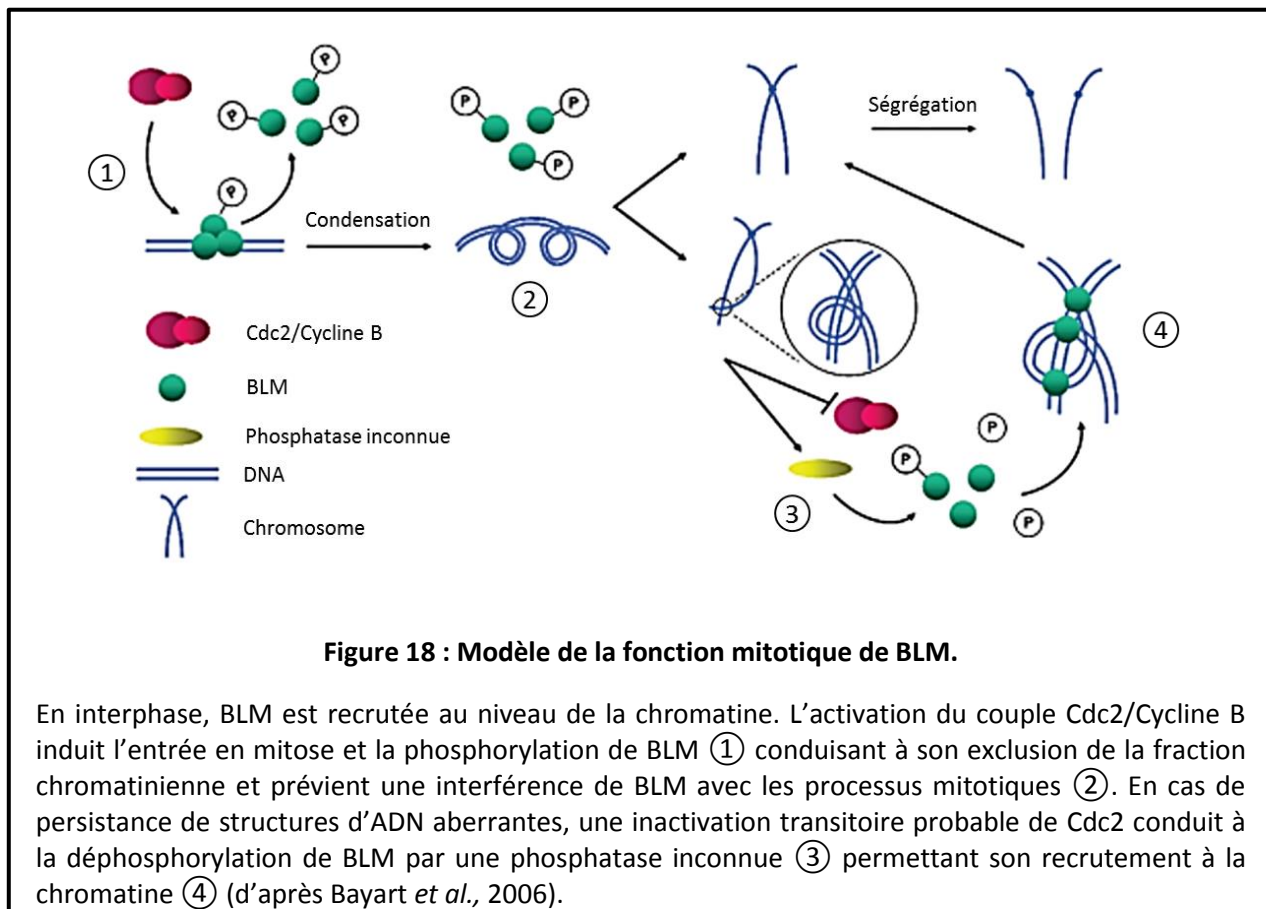 P
P
P
P
P
P
P
Ségrégation
①
P
Condensation
②
④
Cdc2/Cycline B
BLM
Phosphatase inconnue
DNA
Chromosome
③
P
P
P
Figure 18 : Modèle de la fonction mitotique de BLM.
En interphase, BLM est recrutée au niveau de la chromatine. L’activation du couple Cdc2/Cycline B
induit l’entrée en mitose et la phosphorylation de BLM ① conduisant à son exclusion de la fraction
chromatinienne et prévient une interférence de BLM avec les processus mitotiques ②. En cas de
persistance de structures d’ADN aberrantes, une inactivation transitoire probable de Cdc2 conduit à
la déphosphorylation de BLM par une phosphatase inconnue ③ permettant son recrutement à la
chromatine ④ (d’après Bayart et al., 2006).